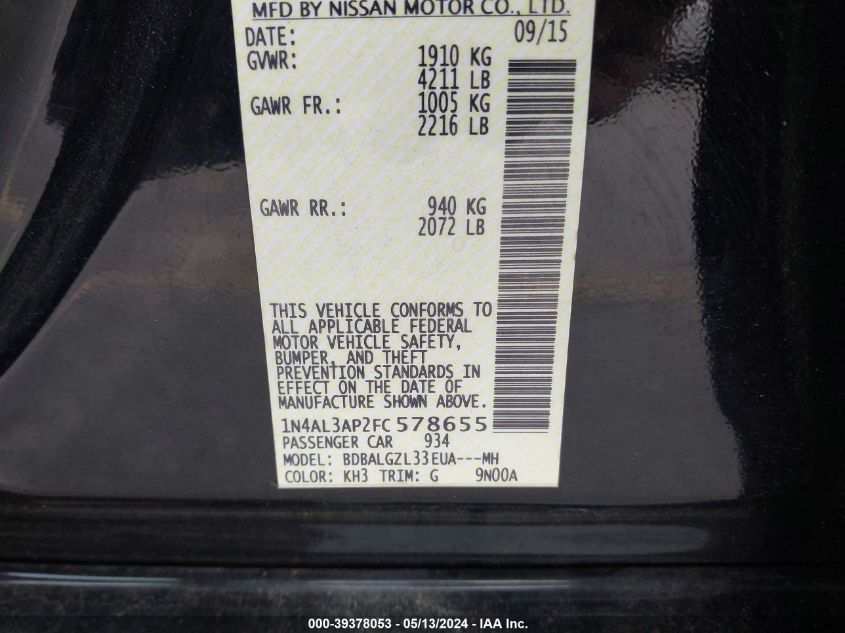 MFD BY NISSAN MOTOR CO., LTD.
DATE: 09/15
GVWR: 1910 KG
4211 LB
GAWR FR.: 1005 KG
2216 LB
GAWR RR.: 940 KG
2072 LB
THIS VEHICLE CONFORMS TO
ALL APPLICABLE FEDERAL
MOTOR VEHICLE SAFETY,
BUMPER, AND THEFT
PREVENTION STANDARDS IN
EFFECT ON THE DATE OF
MANUFACTURE SHOWN ABOVE.
1N4AL3AP2FC578655
PASSENGER CAR 934
MODEL: BDBALGZL33EUA---MH
COLOR: KH3 TRIM: G 9N00A
000-39378053 - 05/13/2024 - IAA Inc.